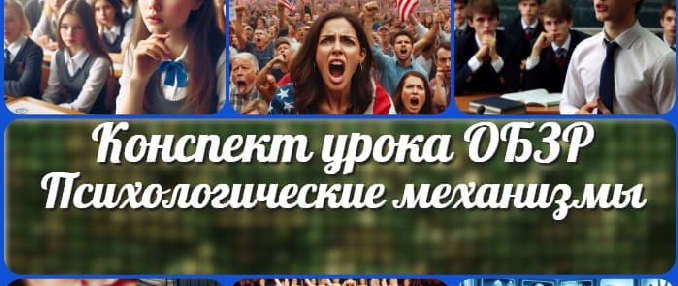 Конспект урока ОБЗР
Психологические механизмы